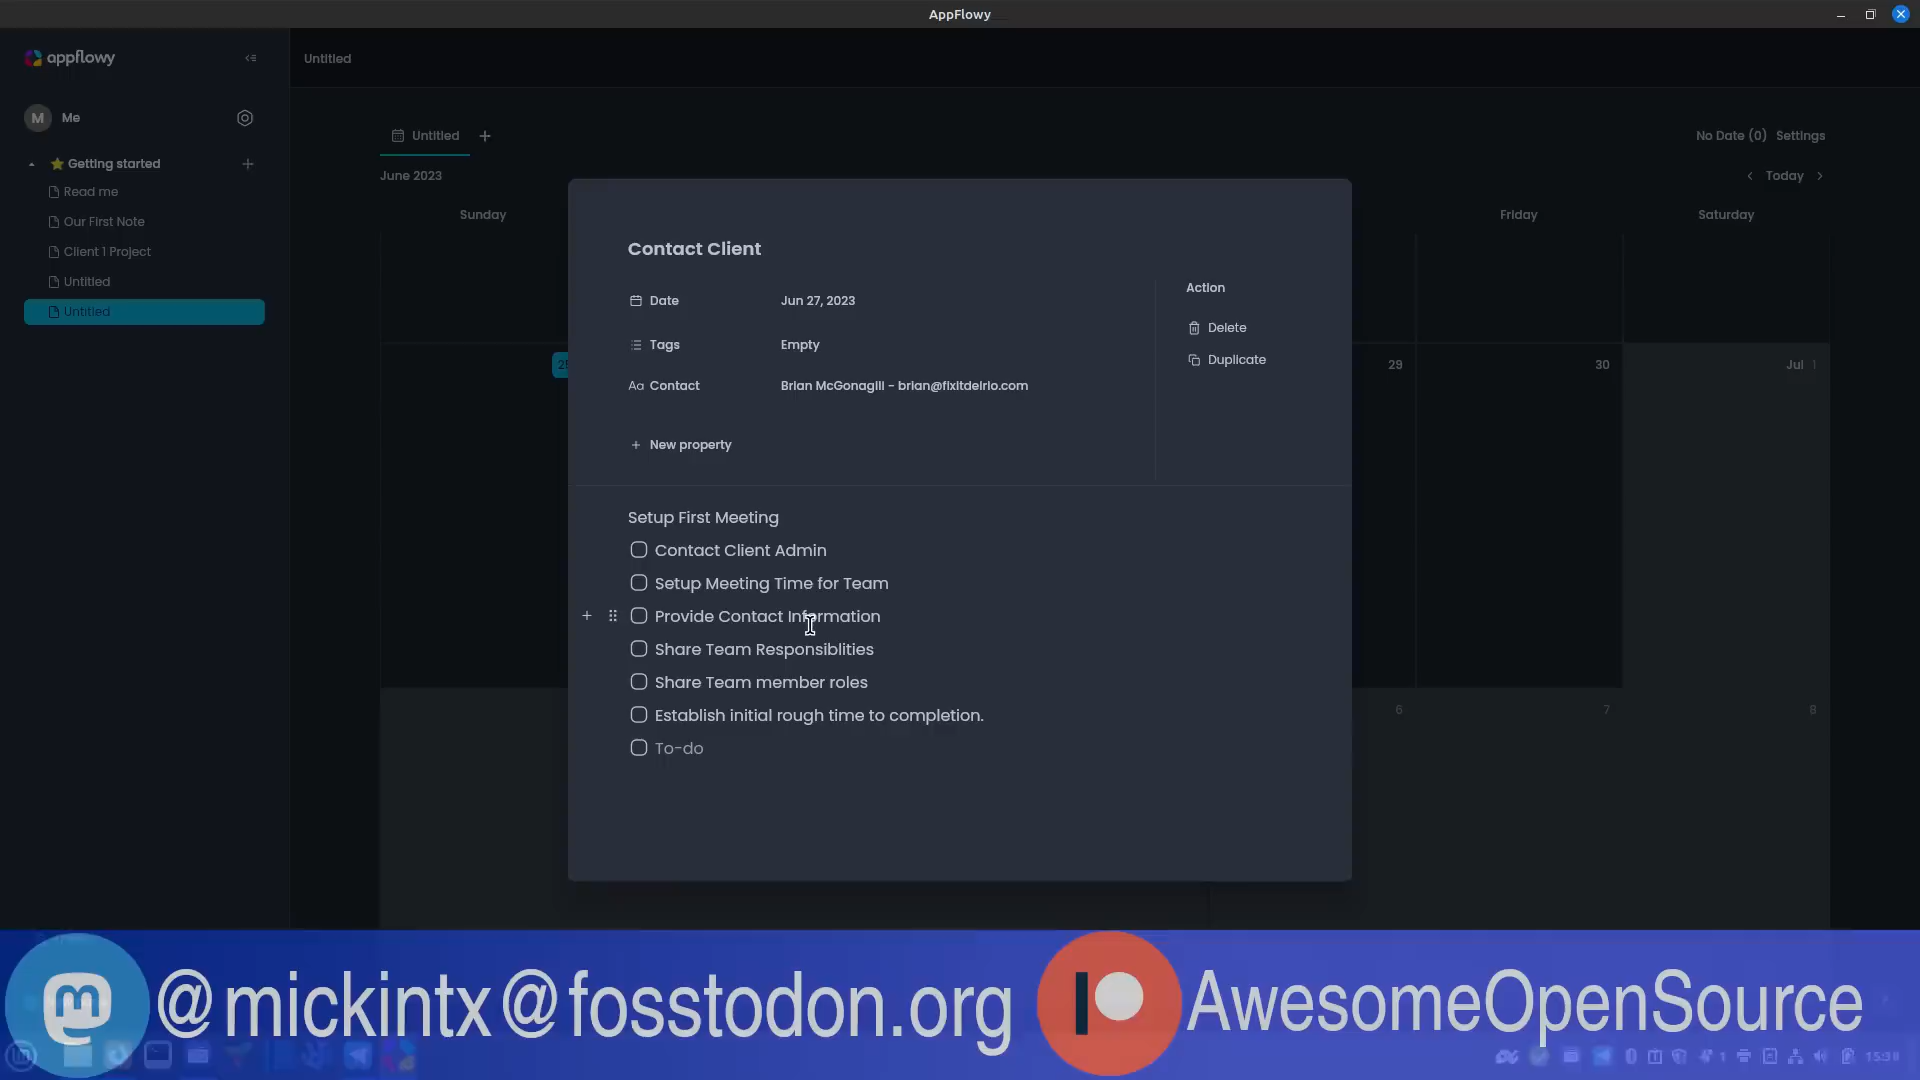 AppFlowy
appflowy
Untitled
M Me
⭐ Getting started
Read me
Our First Note
Client 1 Project
Untitled
Untitled
Untitled
No Date (0) Settings
June 2023
Today
Sunday
Friday
Saturday
29
30
Jul 1
6
7
8
Contact Client
Date Jun 27, 2023
Tags Empty
Aa Contact Brian McGonagill - brian@fixitdelrio.com
+ New property
Action
Delete
Duplicate
Setup First Meeting
Contact Client Admin
Setup Meeting Time for Team
Provide Contact Information
Share Team Responsiblities
Share Team member roles
Establish initial rough time to completion.
To-do
@mickintx@fosstodon.org
AwesomeOpenSource